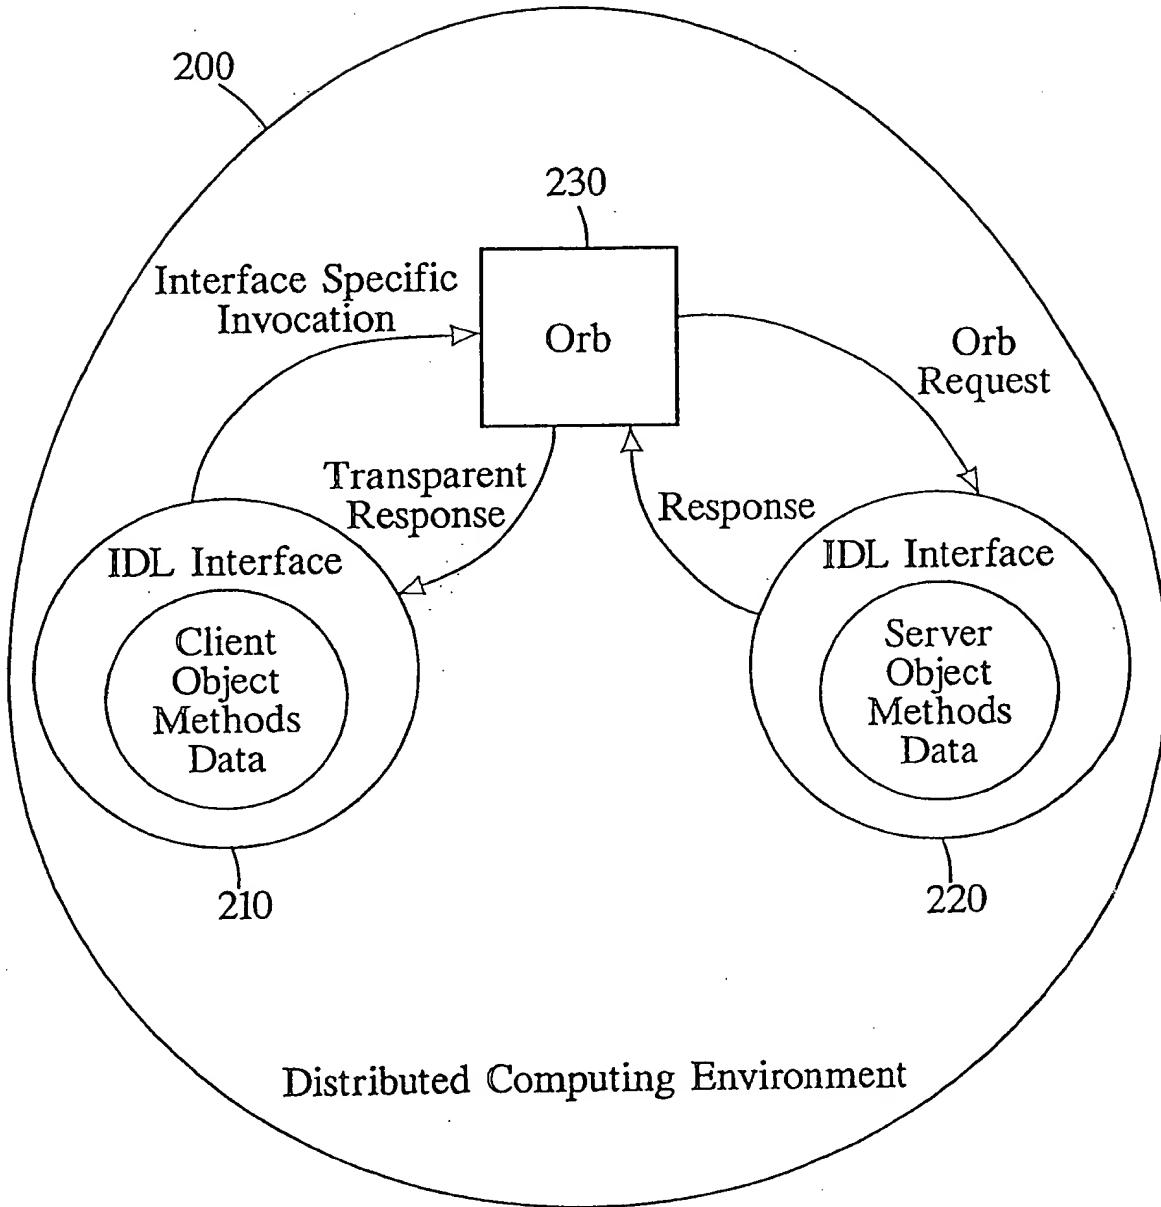 200
230
Interface Specific
Invocation
Orb
Orb
Request
Transparent
Response
Response
IDL Interface
Client
Object
Methods
Data
IDL Interface
Server
Object
Methods
Data
210
220
Distributed Computing Environment